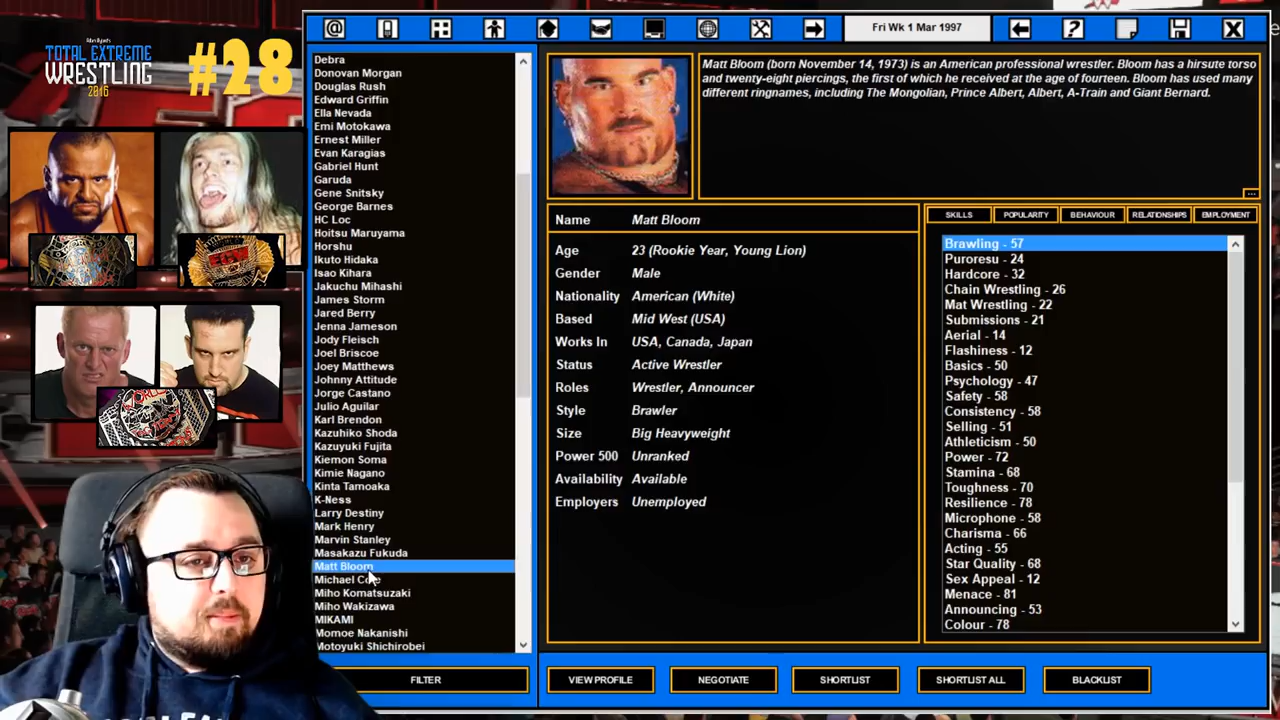 Adam Ryland's
TOTAL EXTREME
WRESTLING
2016
#28
@
Fri Wk 1 Mar 1997
?
X
Debra
Donovan Morgan
Douglas Rush
Edward Griffin
Ella Nevada
Emi Motokawa
Ernest Miller
Evan Karagias
Gabriel Hunt
Garuda
Gene Snitsky
George Barnes
HC Loc
Hoitsu Maruyama
Horshu
Ikuto Hidaka
Isao Kihara
Jakuchu Mihashi
James Storm
Jared Berry
Jenna Jameson
Jody Fleisch
Joel Briscoe
Joey Matthews
Johnny Attitude
Jorge Castano
Julio Aguilar
Karl Brendon
Kazuhiko Shoda
Kazuyuki Fujita
Kiemon Soma
Kimie Nagano
Kinta Tamoaka
K-Ness
Larry Destiny
Mark Henry
Marvin Stanley
Masakazu Fukuda
Matt Bloom
Michael Cole
Miho Komatsuzaki
Miho Wakizawa
MIKAMI
Momoe Nakanishi
Motoyuki Shichirobei
FILTER
Matt Bloom (born November 14, 1973) is an American professional wrestler. Bloom has a hirsute torso
and twenty-eight piercings, the first of which he received at the age of fourteen. Bloom has used many
different ringnames, including The Mongolian, Prince Albert, Albert, A-Train and Giant Bernard.
...
Name Matt Bloom
Age 23 (Rookie Year, Young Lion)
Gender Male
Nationality American (White)
Based Mid West (USA)
Works In USA, Canada, Japan
Status Active Wrestler
Roles Wrestler, Announcer
Style Brawler
Size Big Heavyweight
Power 500 Unranked
Availability Available
Employers Unemployed
SKILLS POPULARITY BEHAVIOUR RELATIONSHIPS EMPLOYMENT
Brawling - 57
Puroresu - 24
Hardcore - 32
Chain Wrestling - 26
Mat Wrestling - 22
Submissions - 21
Aerial - 14
Flashiness - 12
Basics - 50
Psychology - 47
Safety - 58
Consistency - 58
Selling - 51
Athleticism - 50
Power - 72
Stamina - 68
Toughness - 70
Resilience - 78
Microphone - 58
Charisma - 66
Acting - 55
Star Quality - 68
Sex Appeal - 12
Menace - 81
Announcing - 53
Colour - 78
VIEW PROFILE NEGOTIATE SHORTLIST SHORTLIST ALL BLACKLIST